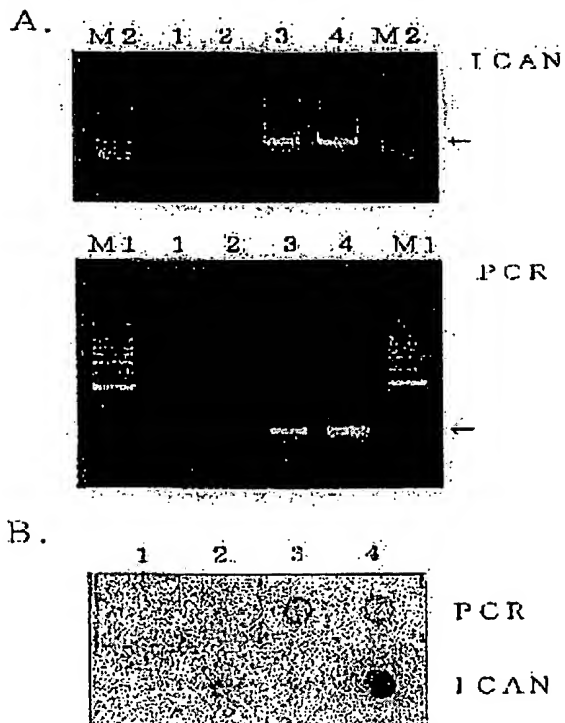 A.
M2 1 2 3 4 M2
ICAN
←
M1 1 2 3 4 M1
PCR
←
B.
1 2 3 4
PCR
ICAN